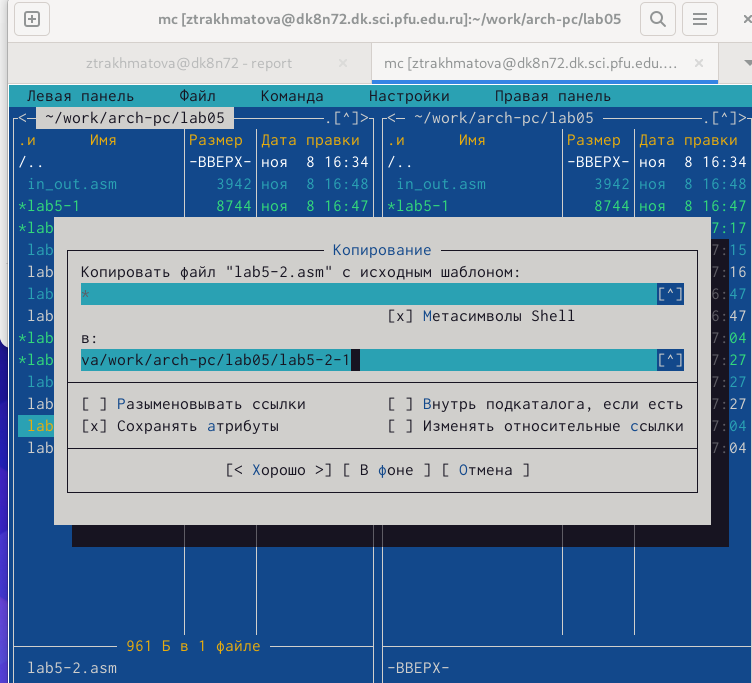 mc [ztrakhmatova@dk8n72.dk.sci.pfu.edu.ru]:~/work/arch-pc/lab05
ztrakhmatova@dk8n72 - report
mc [ztrakhmatova@dk8n72.dk.sci.pfu.edu....
Левая панель Файл Команда Настройки Правая панель
<- ~/work/arch-pc/lab05 .[^]> <- ~/work/arch-pc/lab05 .[^]>
.и Имя Размер Дата правки .и Имя Размер Дата правки
/.. -ВВЕРХ- ноя 8 16:34 /.. -ВВЕРХ- ноя 8 16:34
in_out.asm 3942 ноя 8 16:48 in_out.asm 3942 ноя 8 16:48
*lab5-1 8744 ноя 8 16:47 *lab5-1 8744 ноя 8 16:47
*lab 7:17
Копирование
lab 7:15
Копировать файл "lab5-2.asm" с исходным шаблоном:
lab 7:16
* [^]
lab 6:47
[x] Метасимволы Shell
lab 6:47
в:
*lab 7:04
va/work/arch-pc/lab05/lab5-2-1 [^]
*lab 7:27
lab 7:27
[ ] Разыменовывать ссылки [ ] Внутрь подкаталога, если есть
lab 7:27
[x] Сохранять атрибуты [ ] Изменять относительные ссылки
lab 7:04
lab 7:04
[< Хорошо >] [ В фоне ] [ Отмена ]
961 Б в 1 файле
lab5-2.asm -ВВЕРХ-